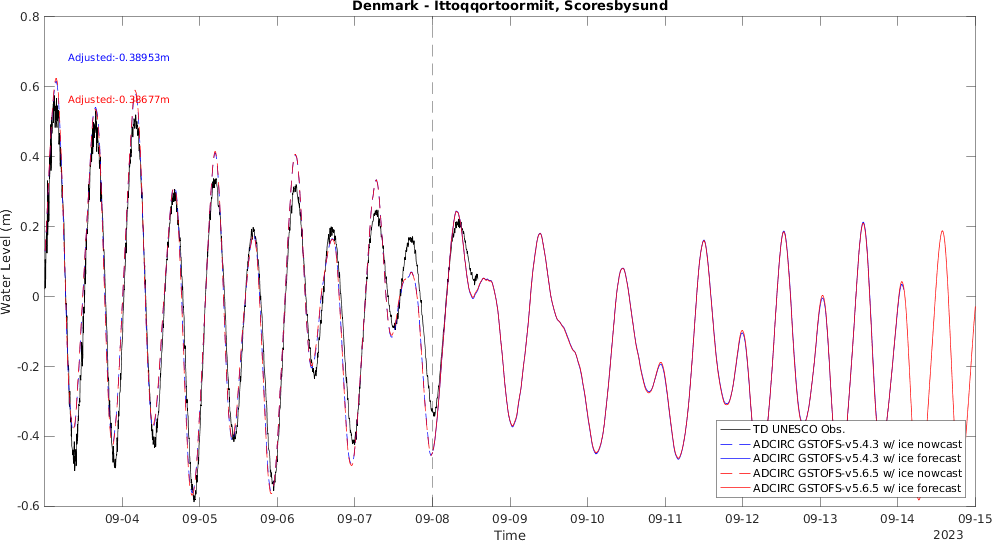 Denmark - Ittoqqortoormiit, Scoresbysund
0.8
Adjusted:-0.38953m
0.6
Adjusted:-0.38677m
0.4
0.2
0
-0.2
-0.4
-0.6
Water Level (m)
TD UNESCO Obs.
ADCIRC GSTOFS-v5.4.3 w/ ice nowcast
ADCIRC GSTOFS-v5.4.3 w/ ice forecast
ADCIRC GSTOFS-v5.6.5 w/ ice nowcast
ADCIRC GSTOFS-v5.6.5 w/ ice forecast
09-04 09-05 09-06 09-07 09-08 09-09 09-10 09-11 09-12 09-13 09-14 09-15
Time
2023